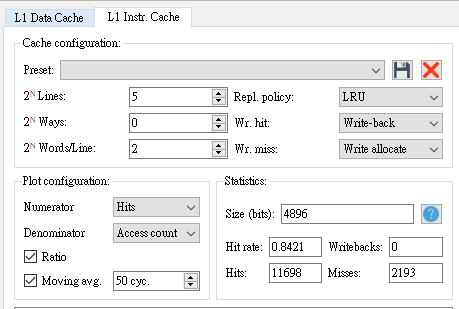 L1 Data Cache L1 Instr. Cache
Cache configuration:
Preset:
2^N Lines: 5 Repl. policy: LRU
2^N Ways: 0 Wr. hit: Write-back
2^N Words/Line: 2 Wr. miss: Write allocate
Plot configuration:
Numerator Hits
Denominator Access count
Ratio
Moving avg. 50 cyc.
Statistics:
Size (bits): 4896 ?
Hit rate: 0.8421 Writebacks: 0
Hits: 11698 Misses: 2193